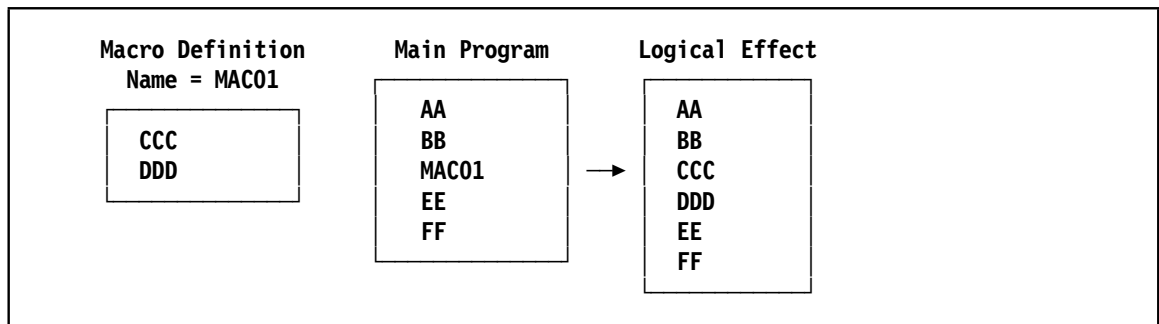 Macro Definition
Name = MAC01
CCC
DDD
Main Program
AA
BB
MAC01
EE
FF
Logical Effect
AA
BB
CCC
DDD
EE
FF